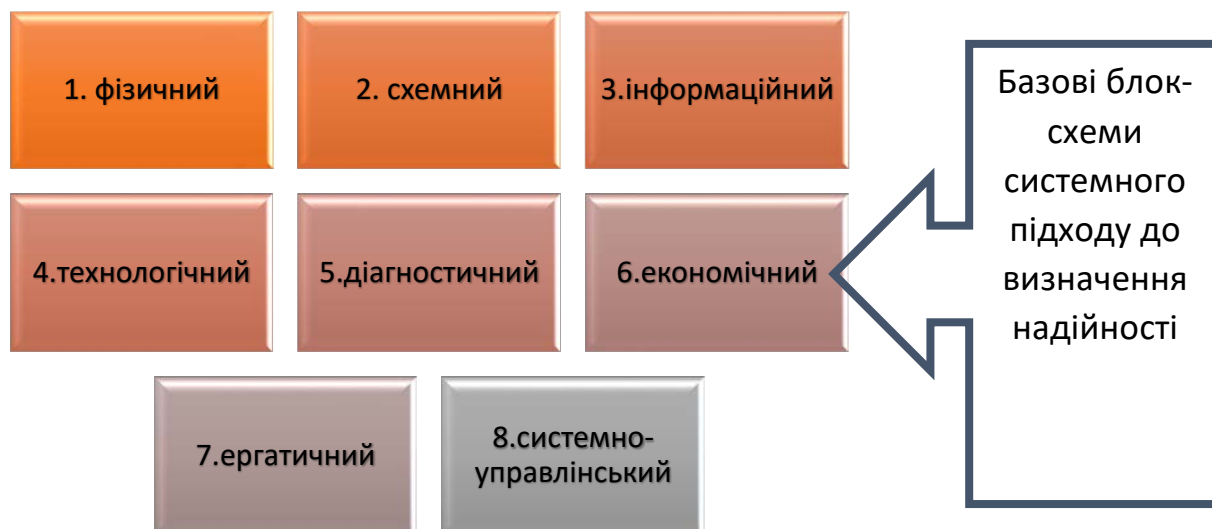 1. фізичний
2. схемний
3.інформаційний
4.технологічний
5.діагностичний
6.економічний
7.ергатичний
8.системно-
управлінський
Базові блок-
схеми
системного
підходу до
визначення
надійності